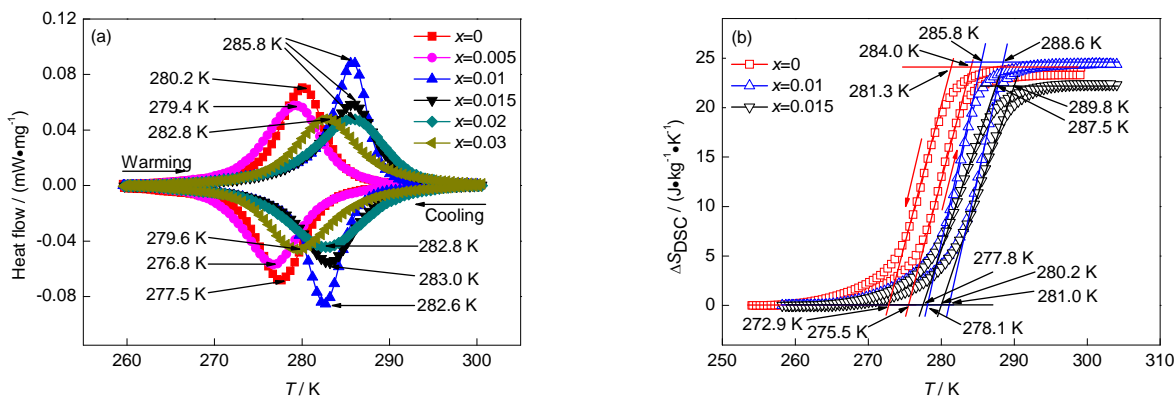 (a)
0.12
0.08
0.04
0.00
-0.04
-0.08
Heat flow / (mW•mg⁻¹)
285.8 K
280.2 K
279.4 K
282.8 K
Warming
Cooling
279.6 K
276.8 K
277.5 K
282.8 K
283.0 K
282.6 K
x=0
x=0.005
x=0.01
x=0.015
x=0.02
x=0.03
260 270 280 290 300
T / K
(b)
25
20
15
10
5
0
ΔS_DSC / (J•kg⁻¹•K⁻¹)
x=0
x=0.01
x=0.015
285.8 K
284.0 K
281.3 K
288.6 K
289.8 K
287.5 K
277.8 K
280.2 K
281.0 K
272.9 K
275.5 K
278.1 K
250 260 270 280 290 300 310
T / K